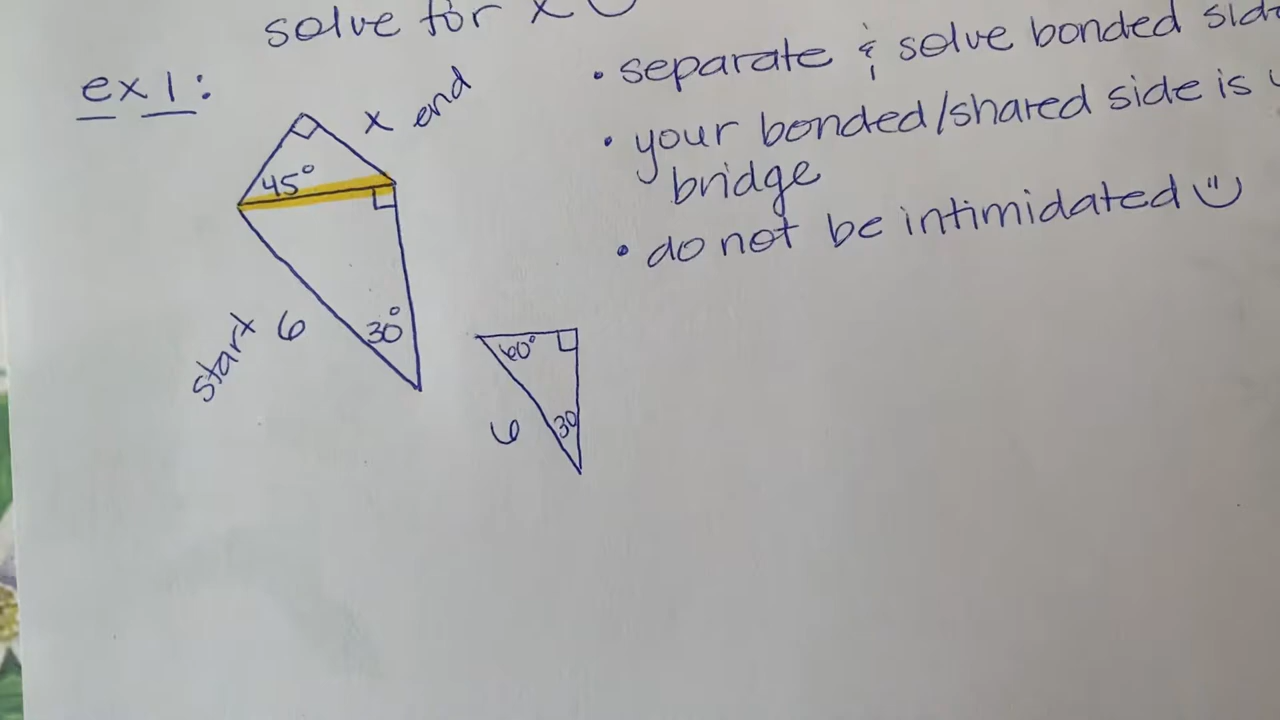 solve for x
ex 1:
x end
45°
start 6
30°
• separate & solve bonded
• your bonded/shared side is
bridge
• do not be intimidated
60°
6
30